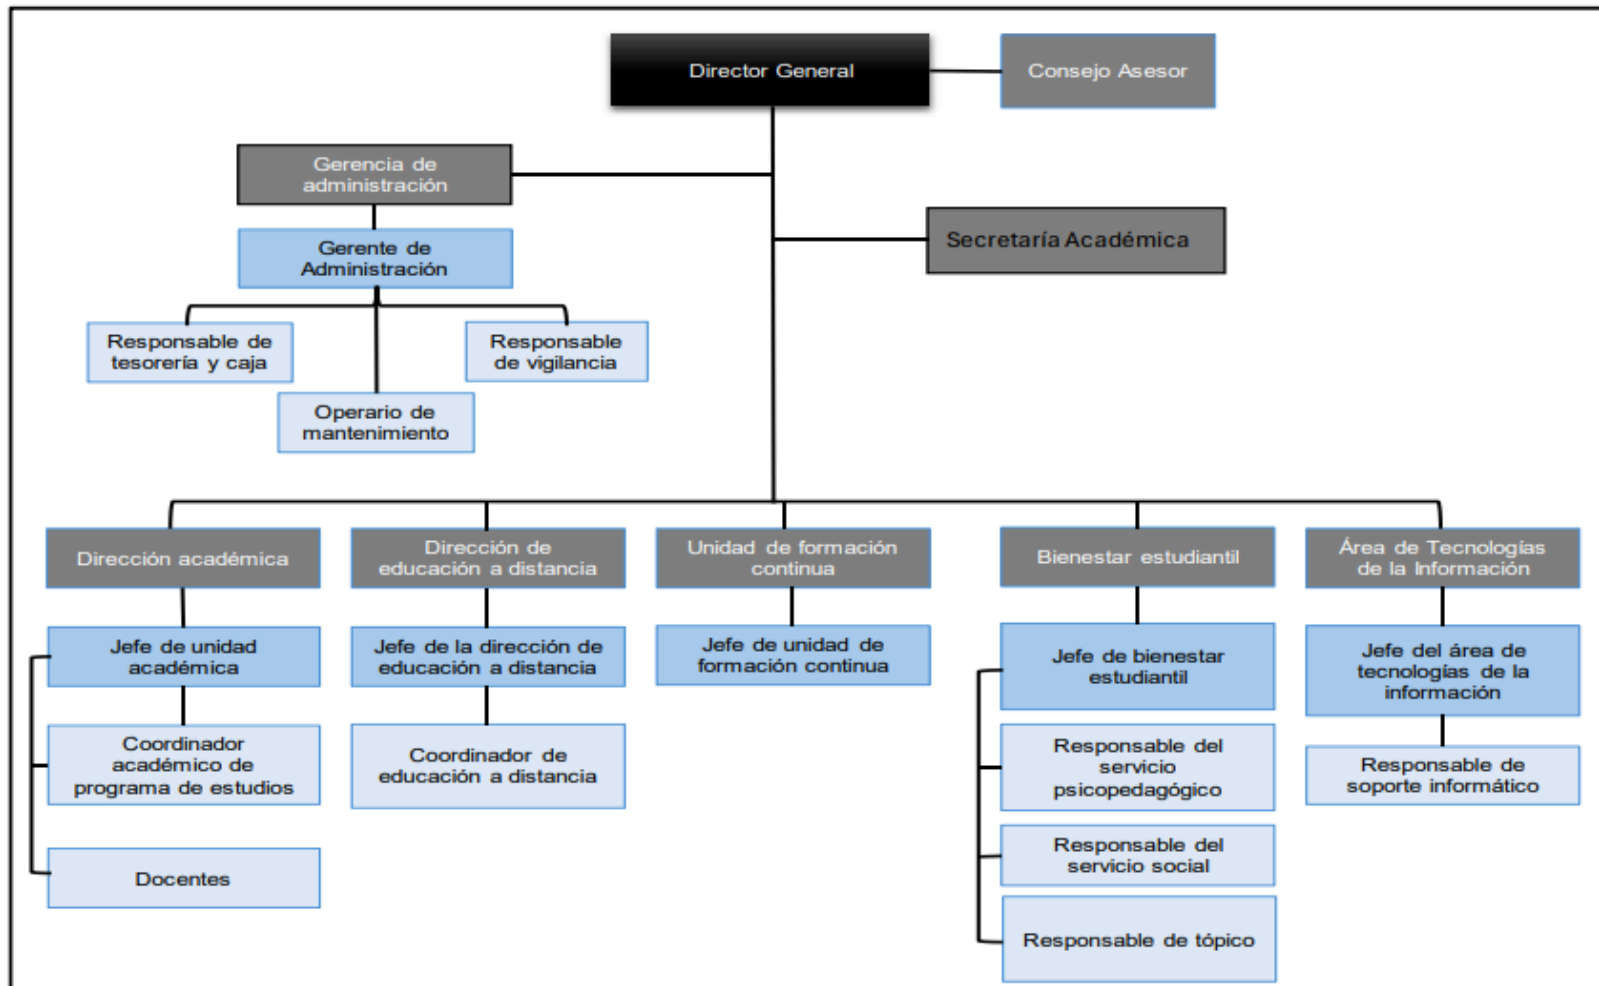 Director General
Consejo Asesor
Gerencia de
administración
Secretaría Académica
Gerente de
Administración
Responsable de
tesorería y caja
Responsable
de vigilancia
Operario de
mantenimiento
Dirección académica
Dirección de
educación a distancia
Unidad de formación
continua
Bienestar estudiantil
Área de Tecnologías
de la Información
Jefe de unidad
académica
Jefe de la dirección de
educación a distancia
Jefe de unidad de
formación continua
Jefe de bienestar
estudiantil
Jefe del área de
tecnologías de la
información
Coordinador
académico de
programa de estudios
Coordinador de
educación a distancia
Responsable del
servicio
psicopedagógico
Responsable de
soporte informático
Docentes
Responsable del
servicio social
Responsable de tópico